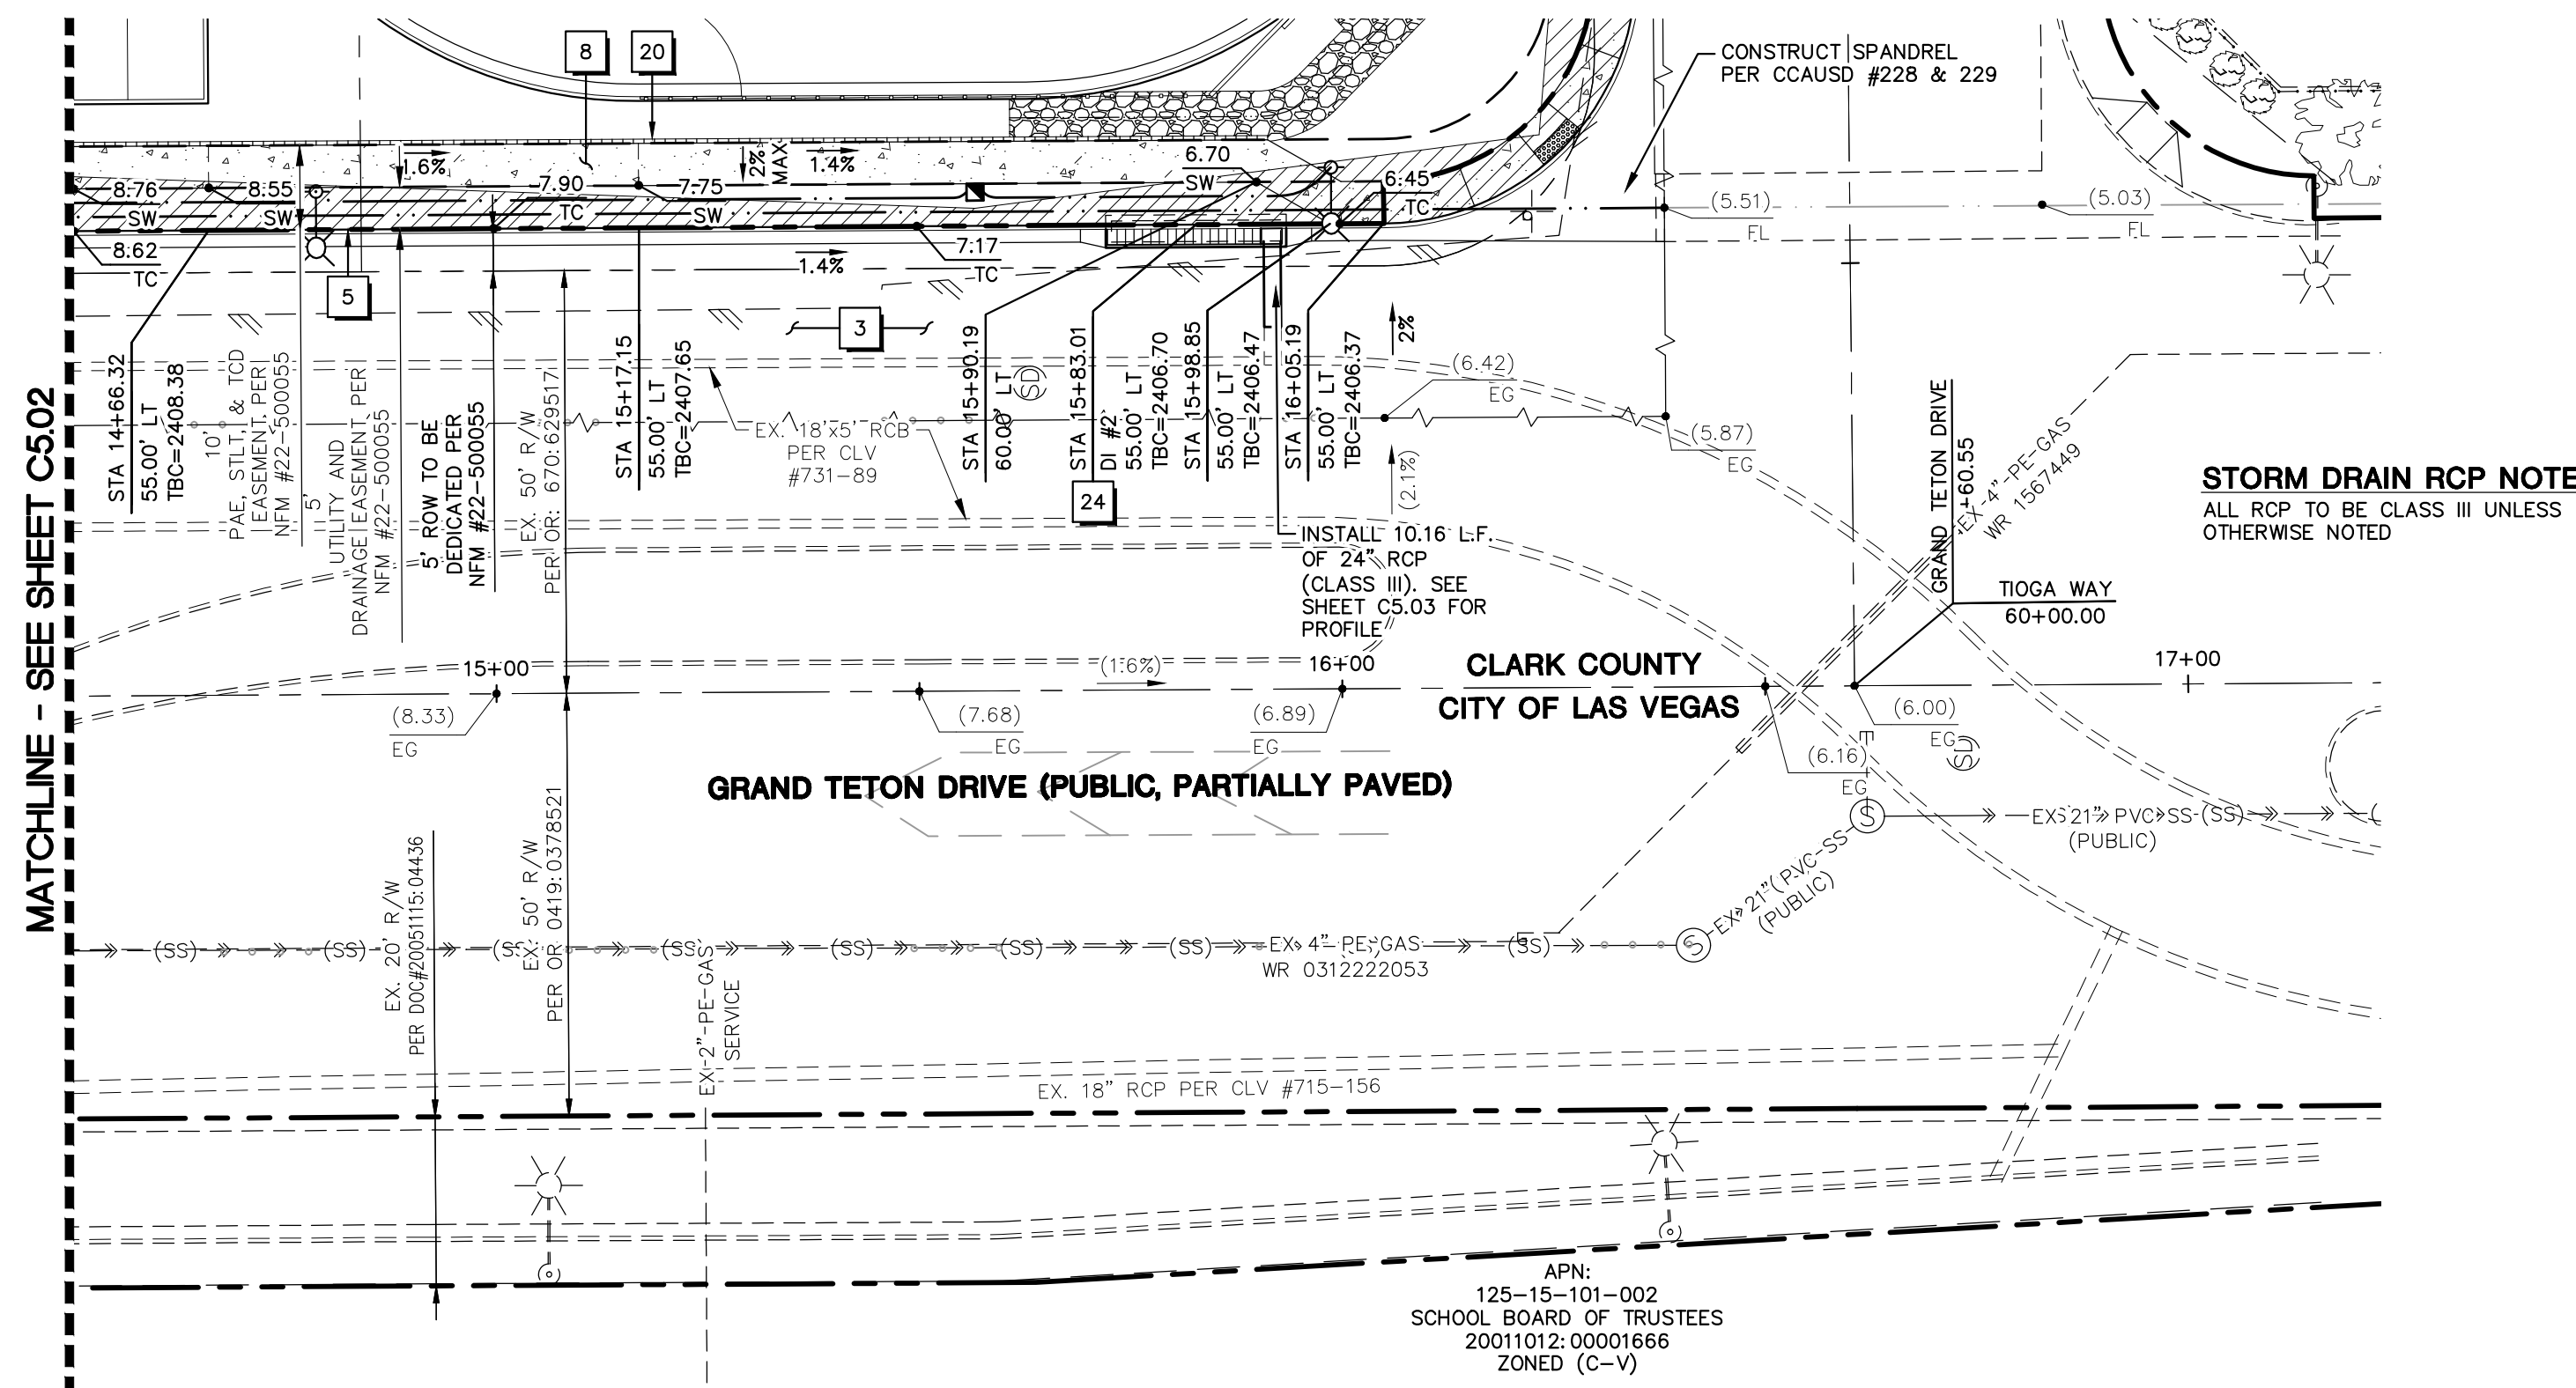 8
20
CONSTRUCT SPANDREL
PER CCAUSD #228 & 229
1.6%
2%
MAX
1.4%
6.70
SW
8.76
SW
8.55
SW
7.90
TC
7.75
SW
6.45
TC
(5.51)
FL
(5.03)
FL
8.62
TC
5
1.4%
7.17
TC
3
2%
MATCHLINE - SEE SHEET C5.02
STA 14+66.32
55.00' LT
TBC=2408.38
10'
PAE, STLT, & TCD
EASEMENT PER
NFM #22-500055
5'
UTILITY AND
DRAINAGE EASEMENT PER
NFM #22-500055
5' ROW TO BE
DEDICATED PER
NFM #22-500055
EX. 50' R/W
PER OR: 670:629517
STA 15+17.15
55.00' LT
TBC=2407.65
EX. 18'x5' RCB
PER CLV
#731-89
STA 15+90.19
60.00' LT
(SD)
STA 15+83.01
DI #2
55.00' LT
TBC=2406.70
24
STA 15+98.85
55.00' LT
TBC=2406.47
STA 16+05.19
55.00' LT
TBC=2406.37
(6.42)
EG
(2.1%)
(5.87)
EG
INSTALL 10.16 L.F.
OF 24" RCP
(CLASS III). SEE
SHEET C5.03 FOR
PROFILE
GRAND TETON DRIVE
+60.55
EX-4"-PE-GAS
WR 1567449
STORM DRAIN RCP NOTE
ALL RCP TO BE CLASS III UNLESS
OTHERWISE NOTED
TIOGA WAY
60+00.00
15+00
(1.6%)
16+00
CLARK COUNTY
CITY OF LAS VEGAS
17+00
(8.33)
EG
(7.68)
EG
(6.89)
EG
(6.16)
EG
(6.00)
EG
(SD)
GRAND TETON DRIVE (PUBLIC, PARTIALLY PAVED)
S
EX 21" PVC-SS
(PUBLIC)
(SS)
EX. 20' R/W
PER DOC#20051115:04436
EX. 50' R/W
PER OR 0419:0378521
(SS)
(SS)
(SS)
(SS)
(SS)
(SS)
(SS)
EX 4" PE GAS
WR 0312222053
(SS)
S
EX 21" PVC-SS
(PUBLIC)
EX-2"-PE-GAS
SERVICE
EX. 18" RCP PER CLV #715-156
APN:
125-15-101-002
SCHOOL BOARD OF TRUSTEES
20011012:00001666
ZONED (C-V)